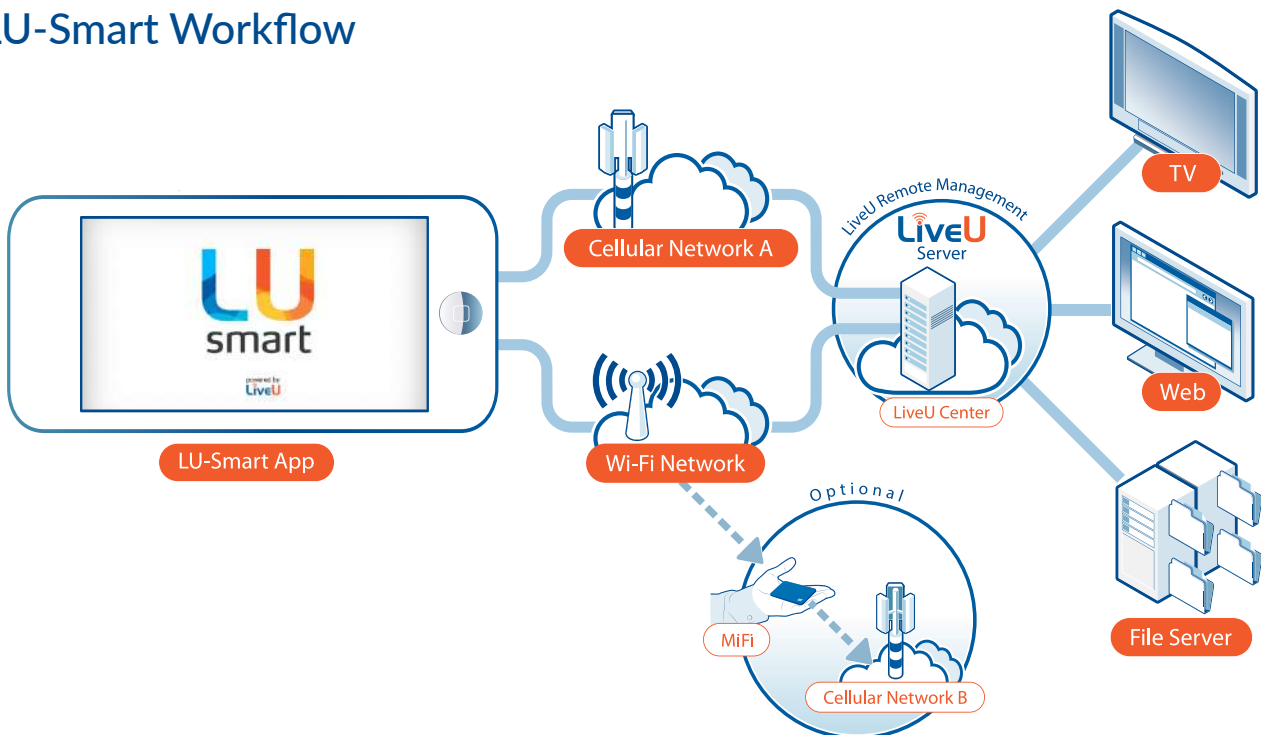 LU-Smart Workflow
LU
smart
powered by
LiveU
LU-Smart App
Cellular Network A
Wi-Fi Network
LiveU Remote Management
LiveU
Server
LiveU Center
TV
Web
File Server
Optional
MiFi
Cellular Network B